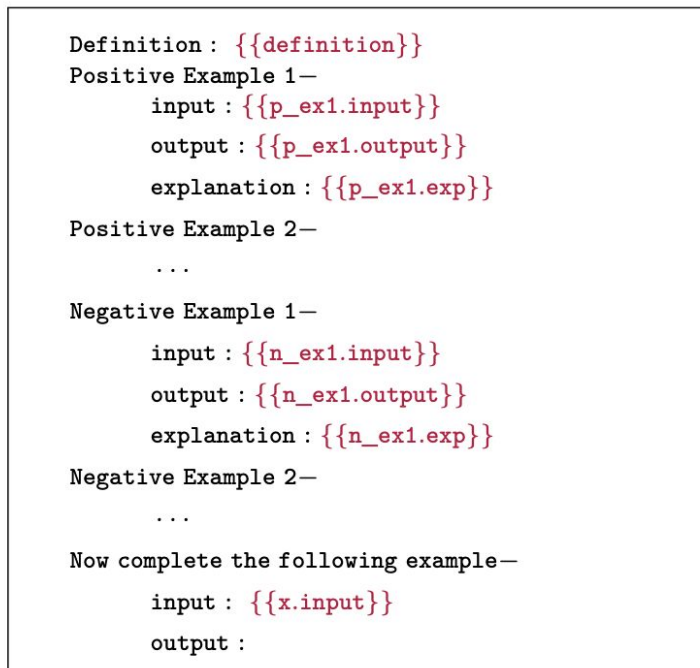 Definition : {{definition}}
Positive Example 1—
input : {{p_ex1.input}}
output : {{p_ex1.output}}
explanation : {{p_ex1.exp}}
Positive Example 2—
...
Negative Example 1—
input : {{n_ex1.input}}
output : {{n_ex1.output}}
explanation : {{n_ex1.exp}}
Negative Example 2—
...
Now complete the following example—
input : {{x.input}}
output :